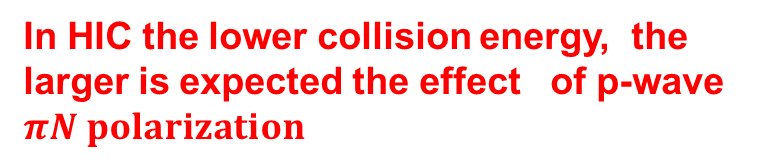 In HIC the lower collision energy, the
larger is expected the effect of p-wave
𝝅𝑵 polarization